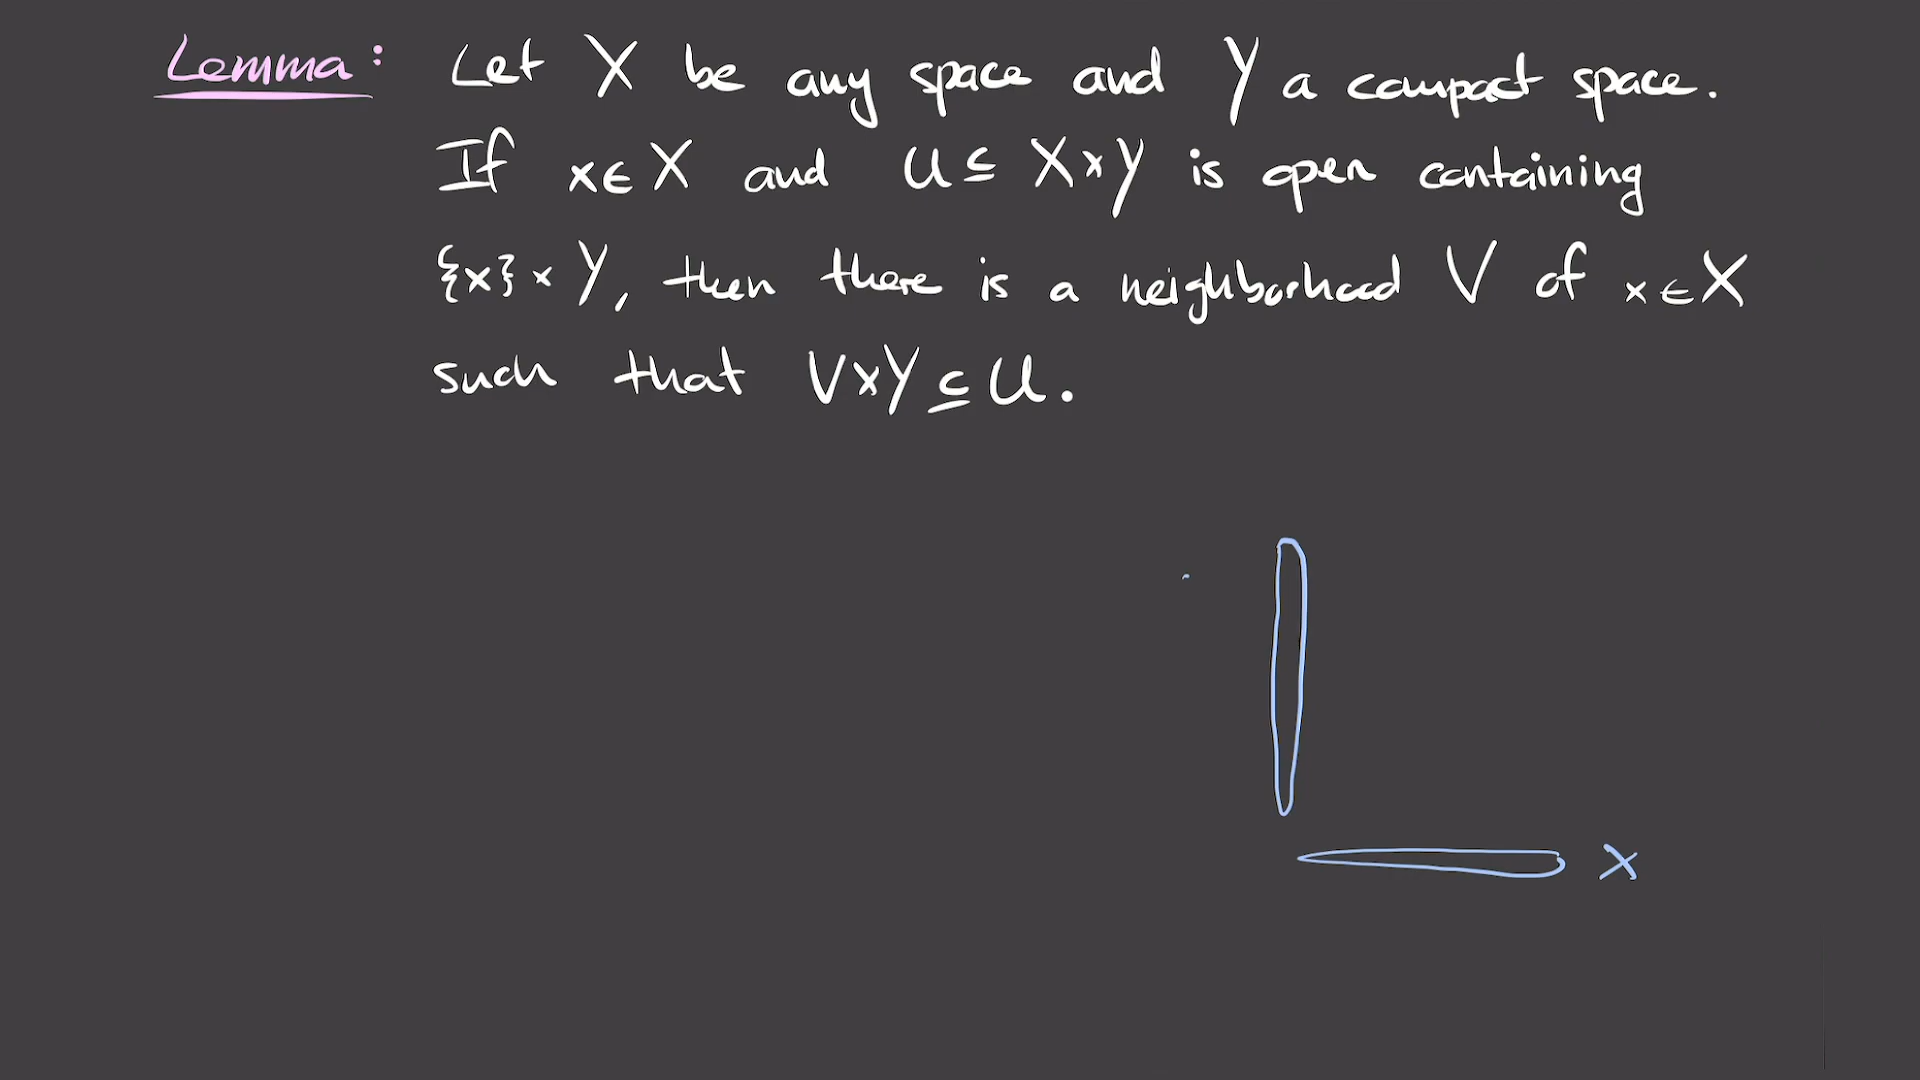 Lemma: Let X be any space and Y a compact space.
If x∈X and U⊆X×Y is open containing
{x}×Y, then there is a neighborhood V of x∈X
such that V×Y⊆U.
X